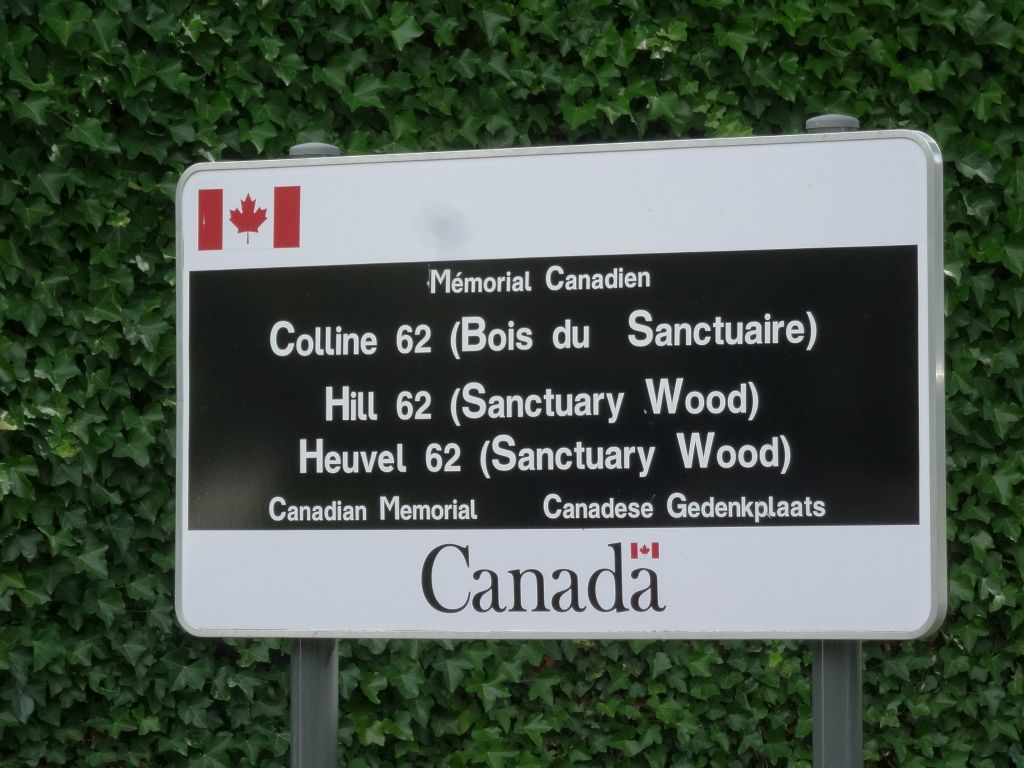 Mémorial Canadien
Colline 62 (Bois du Sanctuaire)
Hill 62 (Sanctuary Wood)
Heuvel 62 (Sanctuary Wood)
Canadian Memorial Canadese Gedenkplaats
Canada